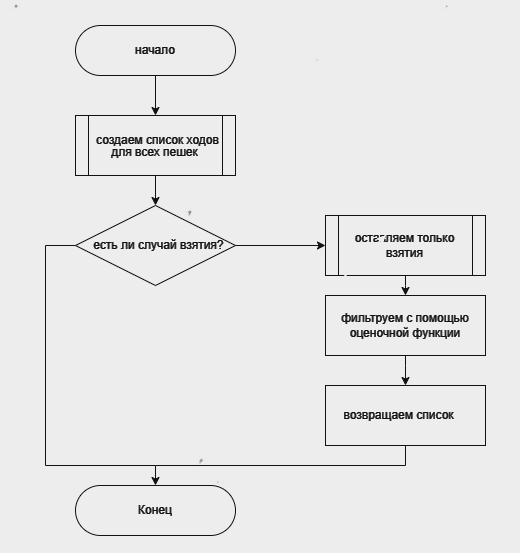 начало
создаем список ходов
для всех пешек
есть ли случай взятия?
оставляем только
взятия
фильтруем с помощью
оценочной функции
возвращаем список
Конец